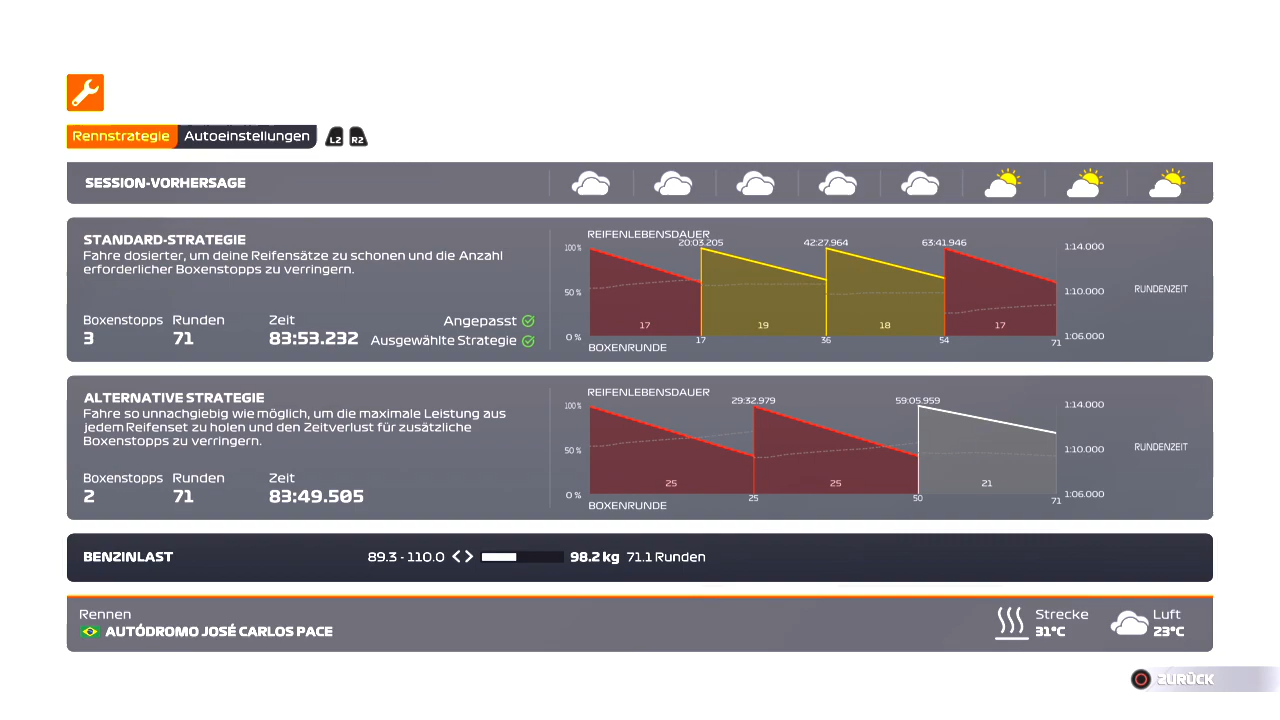 Rennstrategie Autoeinstellungen L2 R2
SESSION-VORHERSAGE
STANDARD-STRATEGIE
Fahre dosierter, um deine Reifensätze zu schonen und die Anzahl
erforderlicher Boxenstopps zu verringern.
Boxenstopps Runden Zeit Angepasst
3 71 83:53.232 Ausgewählte Strategie
REIFENLEBENSDAUER
20:03.205 42:27.964 63:41.946
100% 1:14.000
50% 1:10.000 RUNDENZEIT
17 19 18 17
0% 17 36 54 71 1:06.000
BOXENRUNDE
ALTERNATIVE STRATEGIE
Fahre so unnachgiebig wie möglich, um die maximale Leistung aus
jedem Reifenset zu holen und den Zeitverlust für zusätzliche
Boxenstopps zu verringern.
Boxenstopps Runden Zeit
2 71 83:49.505
REIFENLEBENSDAUER
29:32.979 59:05.959
100% 1:14.000
50% 1:10.000 RUNDENZEIT
25 25 21
0% 25 50 71 1:06.000
BOXENRUNDE
BENZINLAST 89.3 - 110.0 < > 98.2 kg 71.1 Runden
Rennen
AUTÓDROMO JOSÉ CARLOS PACE
Strecke Luft
31°C 23°C
ZURÜCK